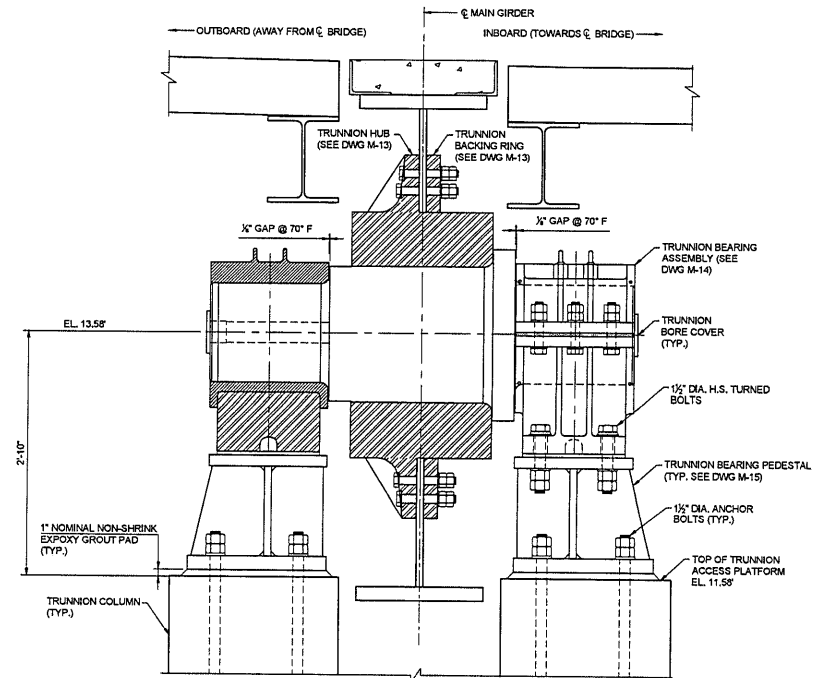 ℄ MAIN GIRDER
OUTBOARD (AWAY FROM ℄ BRIDGE)
INBOARD (TOWARDS ℄ BRIDGE)
TRUNNION HUB
(SEE DWG M-13)
TRUNNION
BACKING RING
(SEE DWG M-13)
⅛" GAP @ 70° F
⅛" GAP @ 70° F
TRUNNION BEARING
ASSEMBLY (SEE
DWG M-14)
EL. 13.58'
TRUNNION
BORE COVER
(TYP.)
1½" DIA. H.S. TURNED
BOLTS
2'-10"
TRUNNION BEARING PEDESTAL
(TYP. SEE DWG M-15)
1" NOMINAL NON-SHRINK
EXPOXY GROUT PAD
(TYP.)
1½" DIA. ANCHOR
BOLTS (TYP.)
TOP OF TRUNNION
ACCESS PLATFORM
EL. 11.58'
TRUNNION COLUMN
(TYP.)